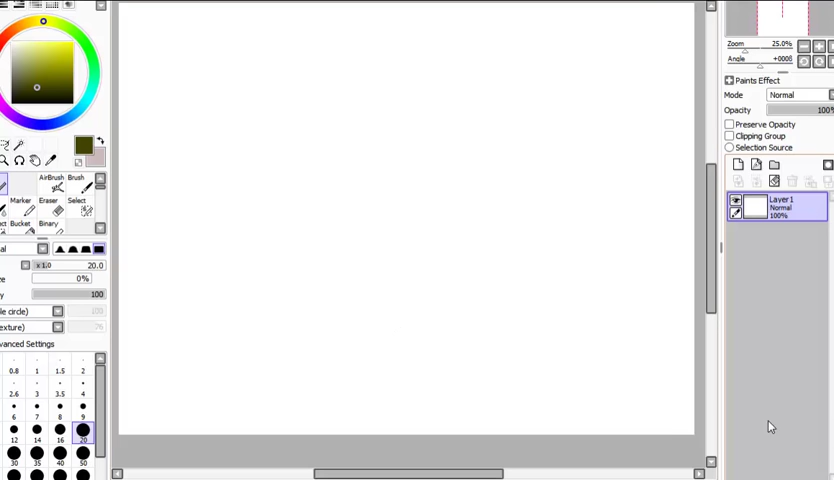 AirBrush Brush
Marker Eraser Select
Bucket Binary
x 1.0 20.0
0%
100
le circle) 100
exture) 76
vanced Settings
0.8 1 1.5 2
2.6 3 3.5 4
6 7 8 9
12 14 16 20
30 35 40 50
Zoom 25.0%
Angle +000ß
Paints Effect
Mode Normal
Opacity 100%
Preserve Opacity
Clipping Group
Selection Source
Layer1
Normal
100%